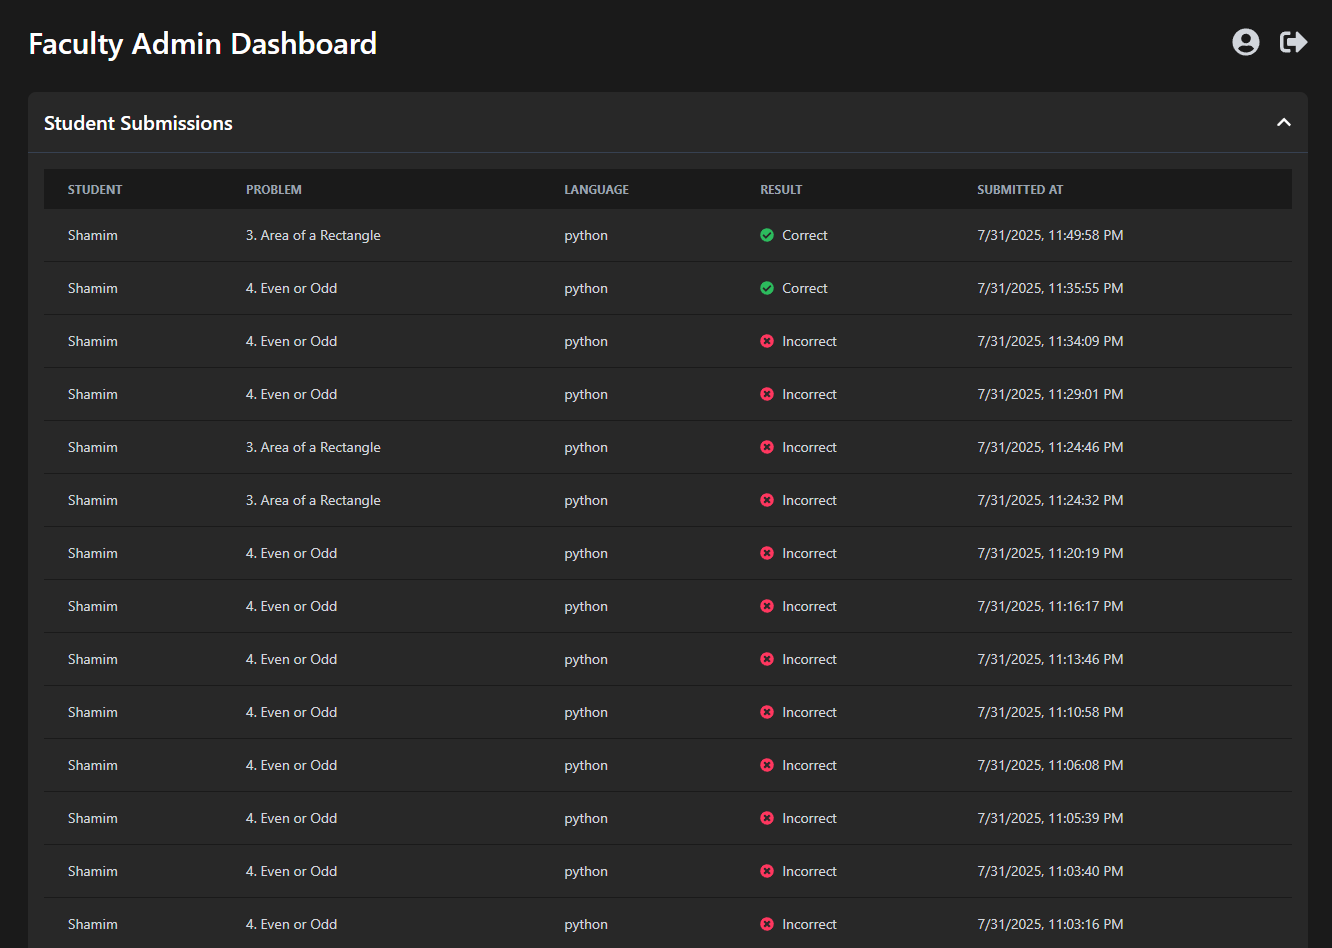 Faculty Admin Dashboard
Student Submissions
STUDENT PROBLEM LANGUAGE RESULT SUBMITTED AT
Shamim 3. Area of a Rectangle python Correct 7/31/2025, 11:49:58 PM
Shamim 4. Even or Odd python Correct 7/31/2025, 11:35:55 PM
Shamim 4. Even or Odd python Incorrect 7/31/2025, 11:34:09 PM
Shamim 4. Even or Odd python Incorrect 7/31/2025, 11:29:01 PM
Shamim 3. Area of a Rectangle python Incorrect 7/31/2025, 11:24:46 PM
Shamim 3. Area of a Rectangle python Incorrect 7/31/2025, 11:24:32 PM
Shamim 4. Even or Odd python Incorrect 7/31/2025, 11:20:19 PM
Shamim 4. Even or Odd python Incorrect 7/31/2025, 11:16:17 PM
Shamim 4. Even or Odd python Incorrect 7/31/2025, 11:13:46 PM
Shamim 4. Even or Odd python Incorrect 7/31/2025, 11:10:58 PM
Shamim 4. Even or Odd python Incorrect 7/31/2025, 11:06:08 PM
Shamim 4. Even or Odd python Incorrect 7/31/2025, 11:05:39 PM
Shamim 4. Even or Odd python Incorrect 7/31/2025, 11:03:40 PM
Shamim 4. Even or Odd python Incorrect 7/31/2025, 11:03:16 PM